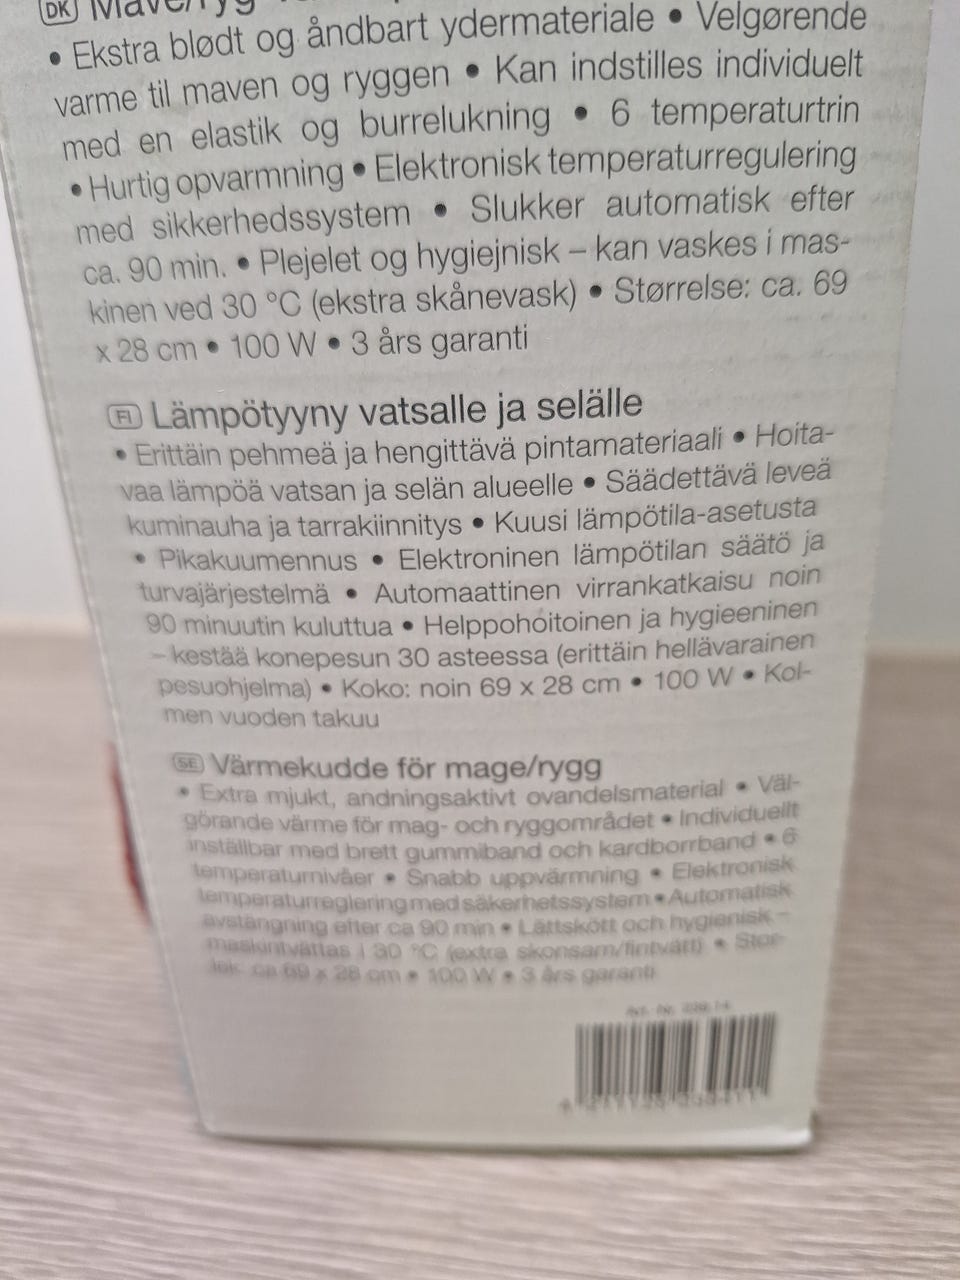 DK Mave/ryg
• Ekstra blødt og åndbart ydermateriale • Velgørende
varme til maven og ryggen • Kan indstilles individuelt
med en elastik og burrelukning • 6 temperaturtrin
• Hurtig opvarmning • Elektronisk temperaturregulering
med sikkerhedssystem • Slukker automatisk efter
ca. 90 min. • Plejelet og hygiejnisk – kan vaskes i mas-
kinen ved 30 °C (ekstra skånevask) • Størrelse: ca. 69
x 28 cm • 100 W • 3 års garanti
FI Lämpötyyny vatsalle ja selälle
• Erittäin pehmeä ja hengittävä pintamateriaali • Hoita-
vaa lämpöä vatsan ja selän alueelle • Säädettävä leveä
kuminauha ja tarrakiinnitys • Kuusi lämpötila-asetusta
• Pikakuumennus • Elektroninen lämpötilan säätö ja
turvajärjestelmä • Automaattinen virrankatkaisu noin
90 minuutin kuluttua • Helppohoitoinen ja hygieeninen
– kestää konepesun 30 asteessa (erittäin hellävarainen
pesuohjelma) • Koko: noin 69 x 28 cm • 100 W • Kol-
men vuoden takuu
SE Värmekudde för mage/rygg
• Extra mjukt, andningsaktivt ovandelsmaterial • Väl-
görande värme för mag- och ryggområdet • Individuellt
inställbar med brett gummiband och kardborrband • 6
temperaturnivåer • Snabb uppvärmning • Elektronisk
temperaturreglering med säkerhetssystem • Automatisk
avstängning efter ca 90 min • Lättskött och hygienisk –
maskintvättas i 30 °C (extra skonsam/fintvätt) • Stor-
lek: ca 69 x 28 cm • 100 W • 3 års garanti
Art.-Nr.